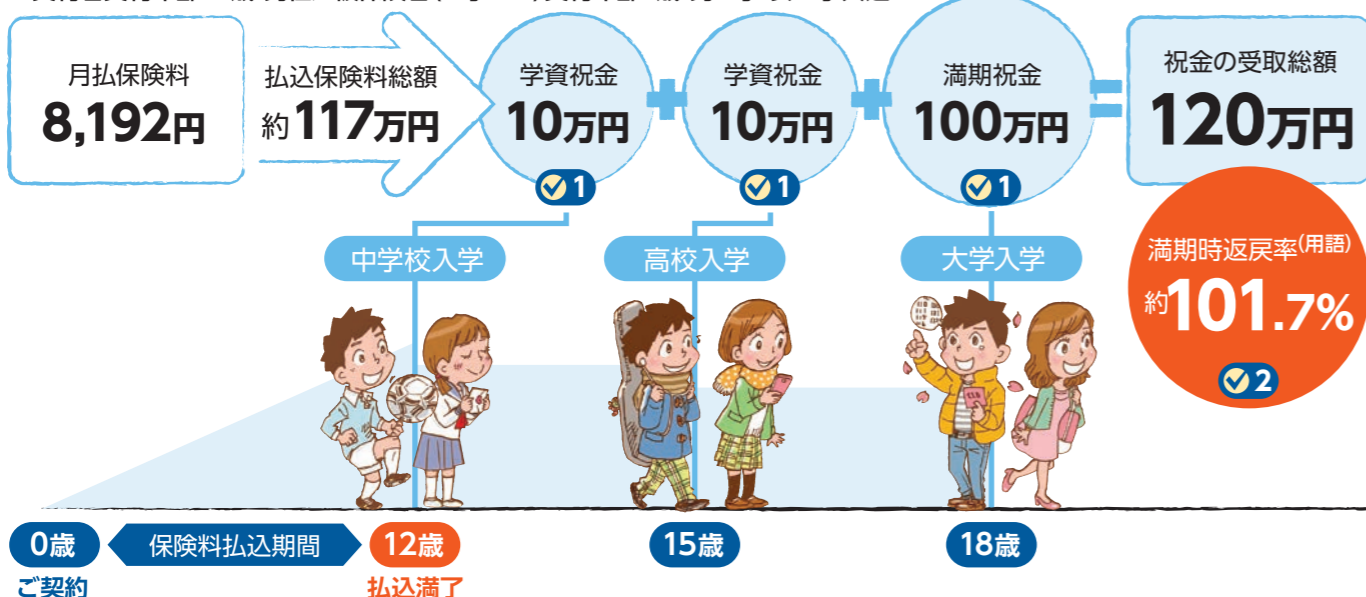 月払保険料
8,192円
払込保険料総額
約117万円
学資祝金
10万円
1
学資祝金
10万円
1
満期祝金
100万円
1
祝金の受取総額
120万円
満期時返戻率(用語)
約101.7%
2
中学校入学
高校入学
大学入学
0歳
保険料払込期間
12歳
15歳
18歳
ご契約
払込満了